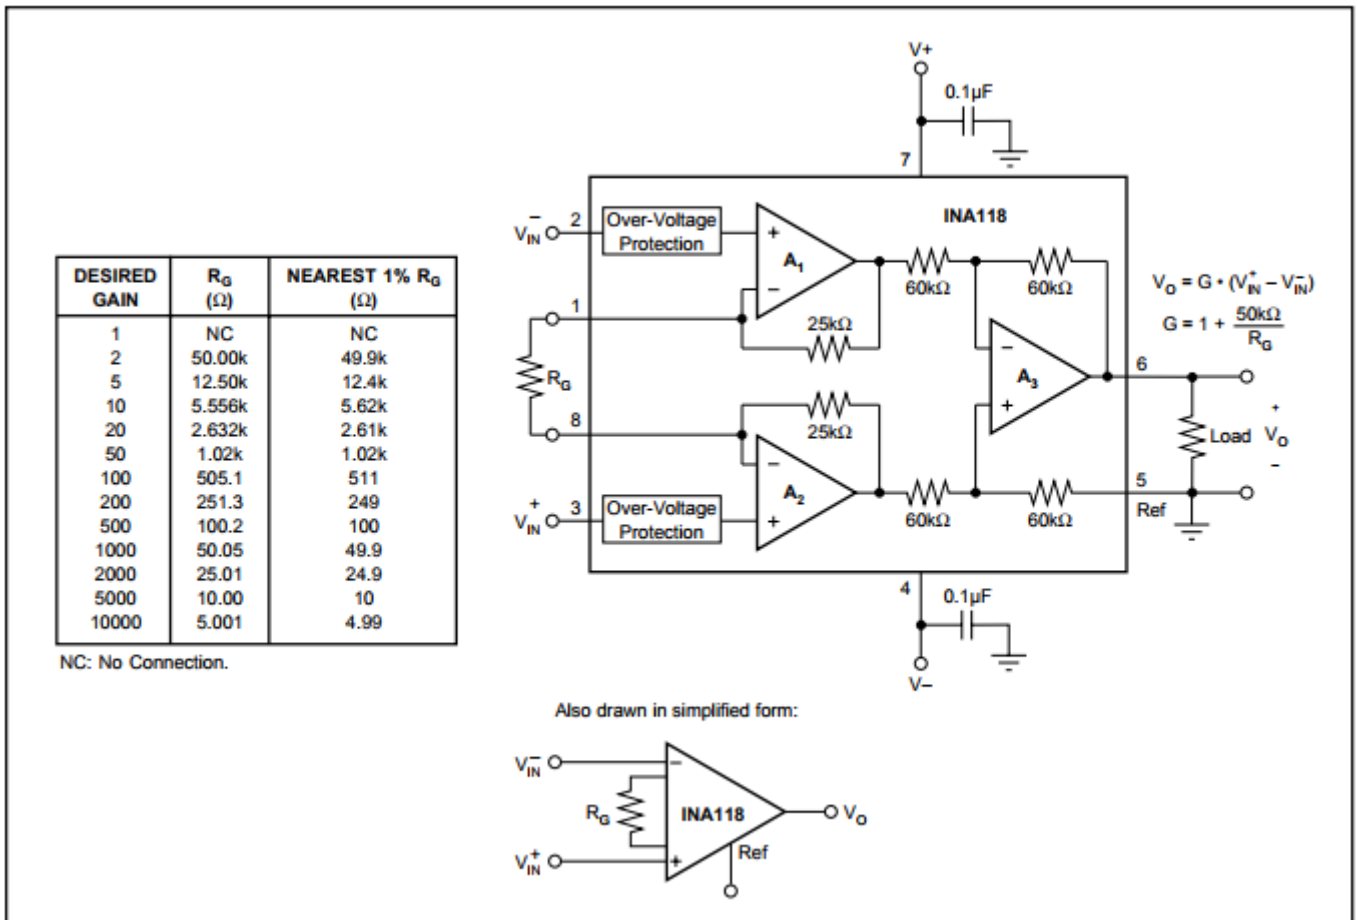 DESIRED GAIN RG (Ω) NEAREST 1% RG (Ω)
1 NC NC
2 50.00k 49.9k
5 12.50k 12.4k
10 5.556k 5.62k
20 2.632k 2.61k
50 1.02k 1.02k
100 505.1 511
200 251.3 249
500 100.2 100
1000 50.05 49.9
2000 25.01 24.9
5000 10.00 10
10000 5.001 4.99
NC: No Connection.
V+
0.1µF
7
INA118
V−IN 2 Over-Voltage
Protection
+
A1
−
60kΩ 60kΩ
1
25kΩ
RG
8
25kΩ
−
A2
+
V+IN 3 Over-Voltage
Protection
60kΩ 60kΩ
−
A3
+
6
5
Ref
Load
+
VO
−
VO = G • (V+IN − V−IN)
G = 1 + 50kΩ
RG
4
0.1µF
V−
Also drawn in simplified form:
V−IN −
RG INA118 VO
V+IN + Ref